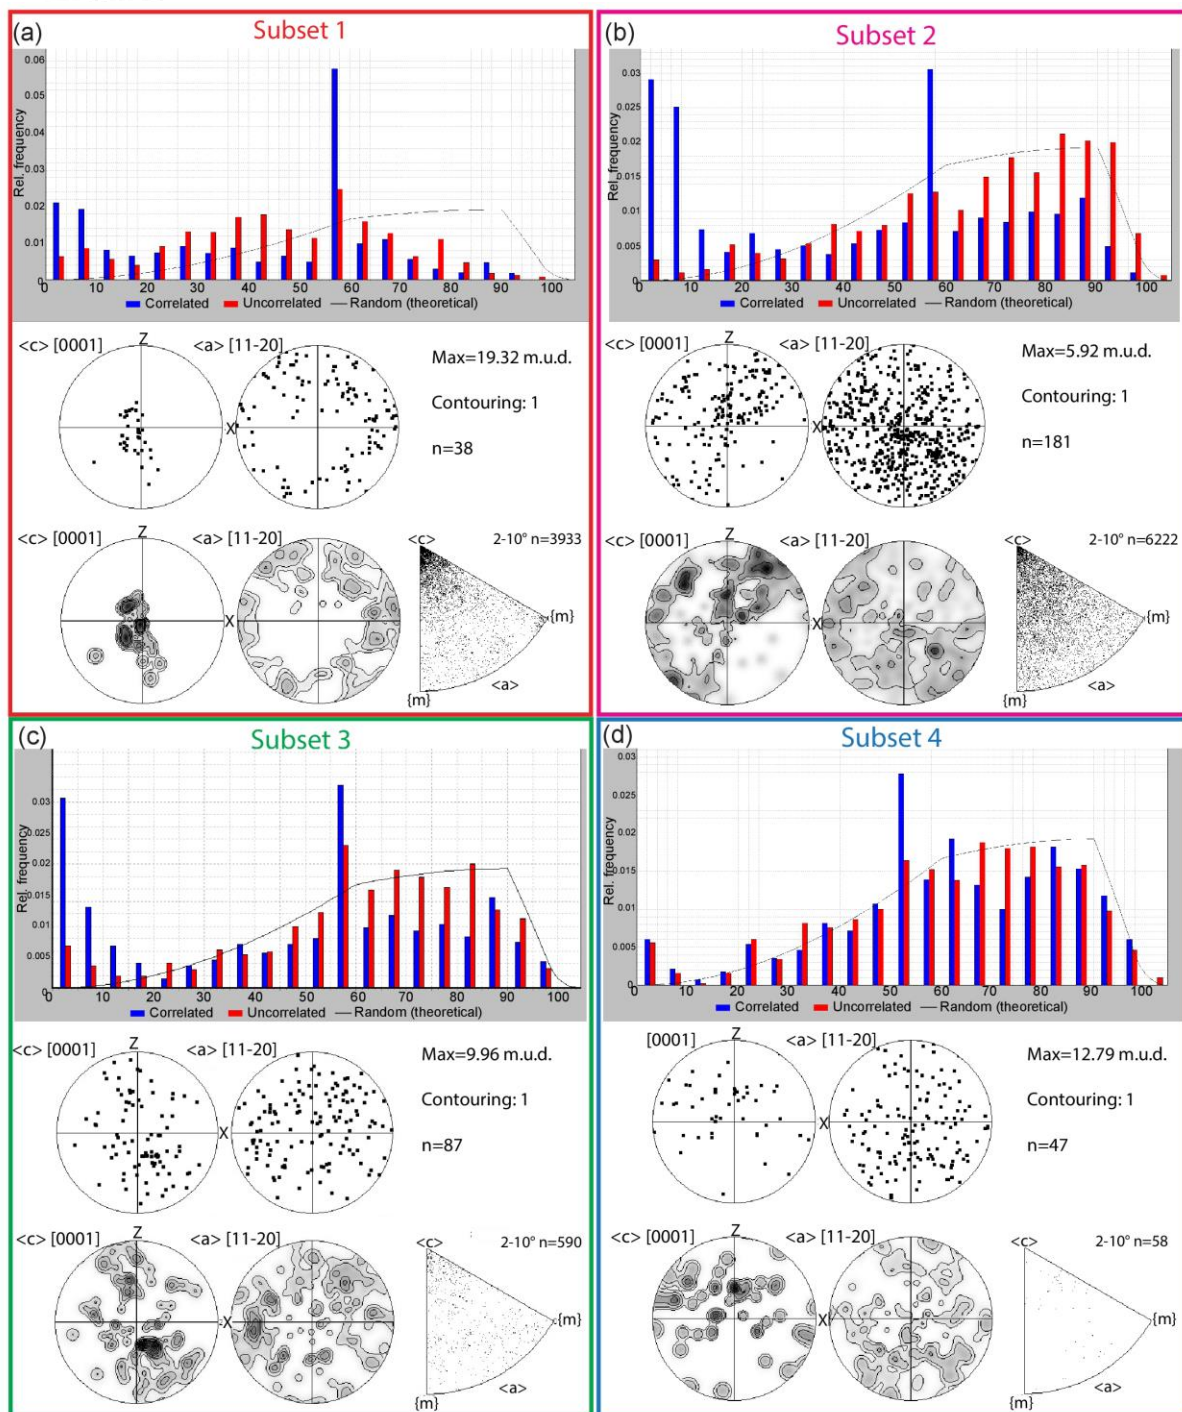 (a)
Subset 1
Rel. frequency
0.06
0.05
0.04
0.03
0.02
0.01
0
10 20 30 40 50 60 70 80 90 100
Correlated Uncorrelated Random (theoretical)
<c> [0001] Z <a> [11-20] X
Max=19.32 m.u.d.
Contouring: 1
n=38
<c> [0001] Z <a> [11-20] X
<c> 2-10° n=3933
{m}
<a>
{m}
(b)
Subset 2
Rel. frequency
0.03
0.025
0.02
0.015
0.01
0.005
0
0 10 20 30 40 50 60 70 80 90 100
Correlated Uncorrelated Random (theoretical)
<c> [0001] Z <a> [11-20] X
Max=5.92 m.u.d.
Contouring: 1
n=181
<c> [0001] Z <a> [11-20] X
<c> 2-10° n=6222
{m}
<a>
{m}
(c)
Subset 3
Rel. frequency
0.03
0.025
0.02
0.015
0.01
0.005
0
0 10 20 30 40 50 60 70 80 90 100
Correlated Uncorrelated Random (theoretical)
<c> [0001] Z <a> [11-20] X
Max=9.96 m.u.d.
Contouring: 1
n=87
<c> [0001] Z <a> [11-20] X
<c> 2-10° n=590
{m}
<a>
{m}
(d)
Subset 4
Rel. frequency
0.03
0.025
0.02
0.015
0.01
0.005
0
0 10 20 30 40 50 60 70 80 90 100
Correlated Uncorrelated Random (theoretical)
[0001] Z <a> [11-20] X
Max=12.79 m.u.d.
Contouring: 1
n=47
<c> [0001] Z <a> [11-20] X
<c> 2-10° n=58
{m}
<a>
{m}